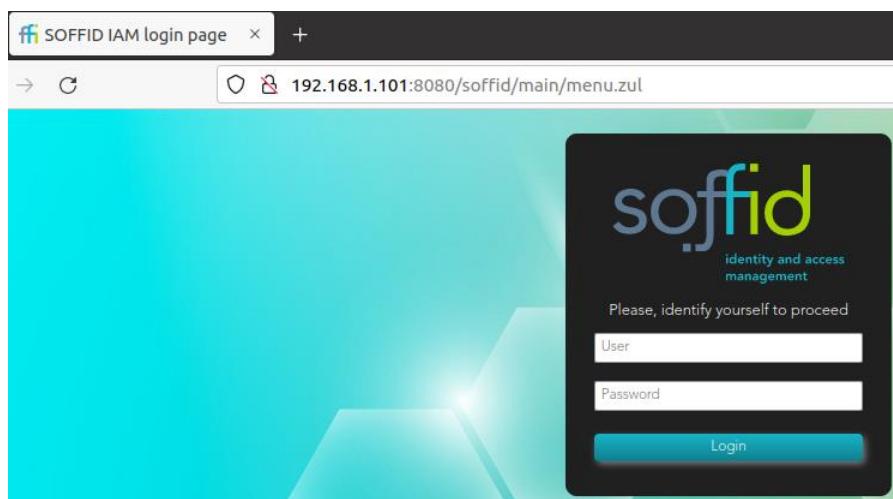 SOFFID IAM login page
192.168.1.101:8080/soffid/main/menu.zul
soffid
identity and access
management
Please, identify yourself to proceed
User
Password
Login